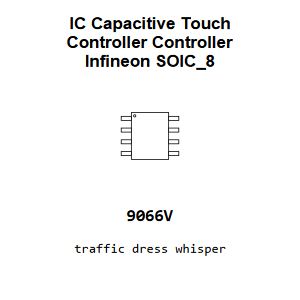 IC Capacitive Touch
Controller Controller
Infineon SOIC_8
9066V
traffic dress whisper